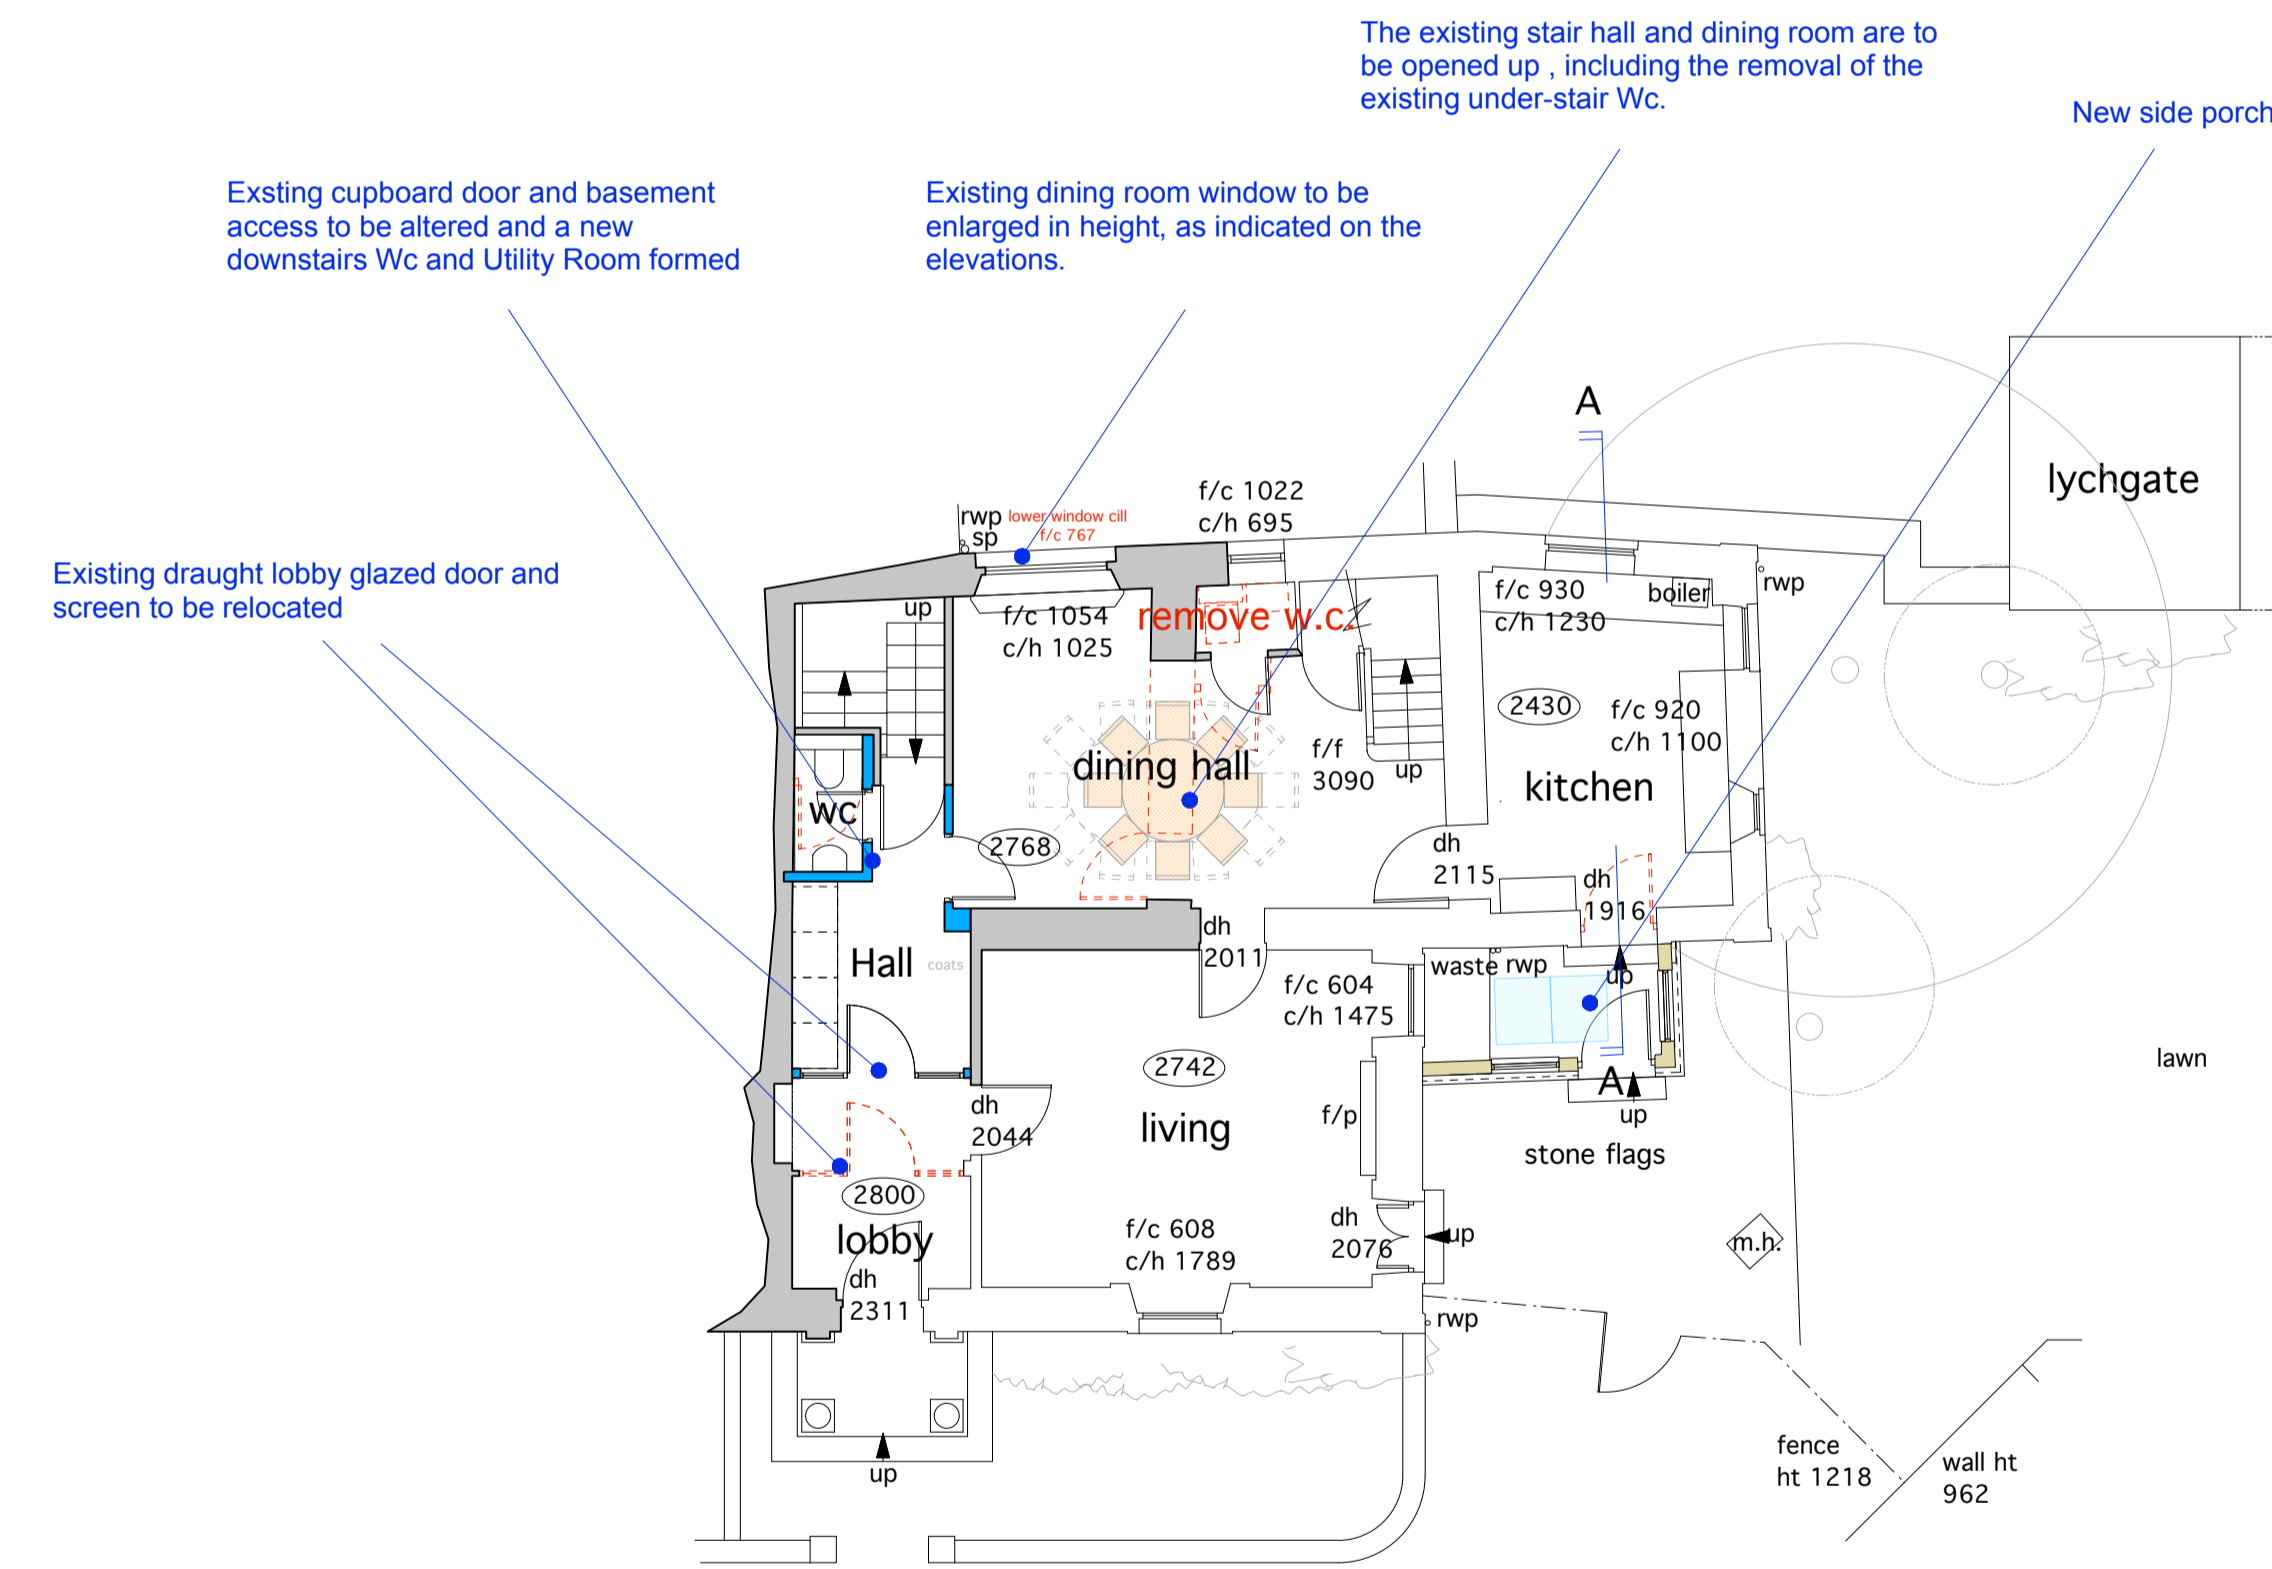 The existing stair hall and dining room are to
be opened up , including the removal of the
existing under-stair Wc.
New side porch
Exsting cupboard door and basement
access to be altered and a new
downstairs Wc and Utility Room formed
Existing dining room window to be
enlarged in height, as indicated on the
elevations.
Existing draught lobby glazed door and
screen to be relocated
A
lychgate
f/c 1022
c/h 695
rwp
sp
lower window cill
f/c 767
up
f/c 1054
c/h 1025
remove w.c.
f/c 930
c/h 1230
boiler
rwp
2430
f/c 920
c/h 1100
dining hall
f/f
3090
up
kitchen
wc
2768
dh
2115
dh
1916
dh
2011
Hall
coats
waste
rwp
up
f/c 604
c/h 1475
2742
living
f/p
A
up
stone flags
lawn
dh
2044
2800
lobby
dh
2311
f/c 608
c/h 1789
dh
2076
up
m.h.
rwp
up
fence
ht 1218
wall ht
962